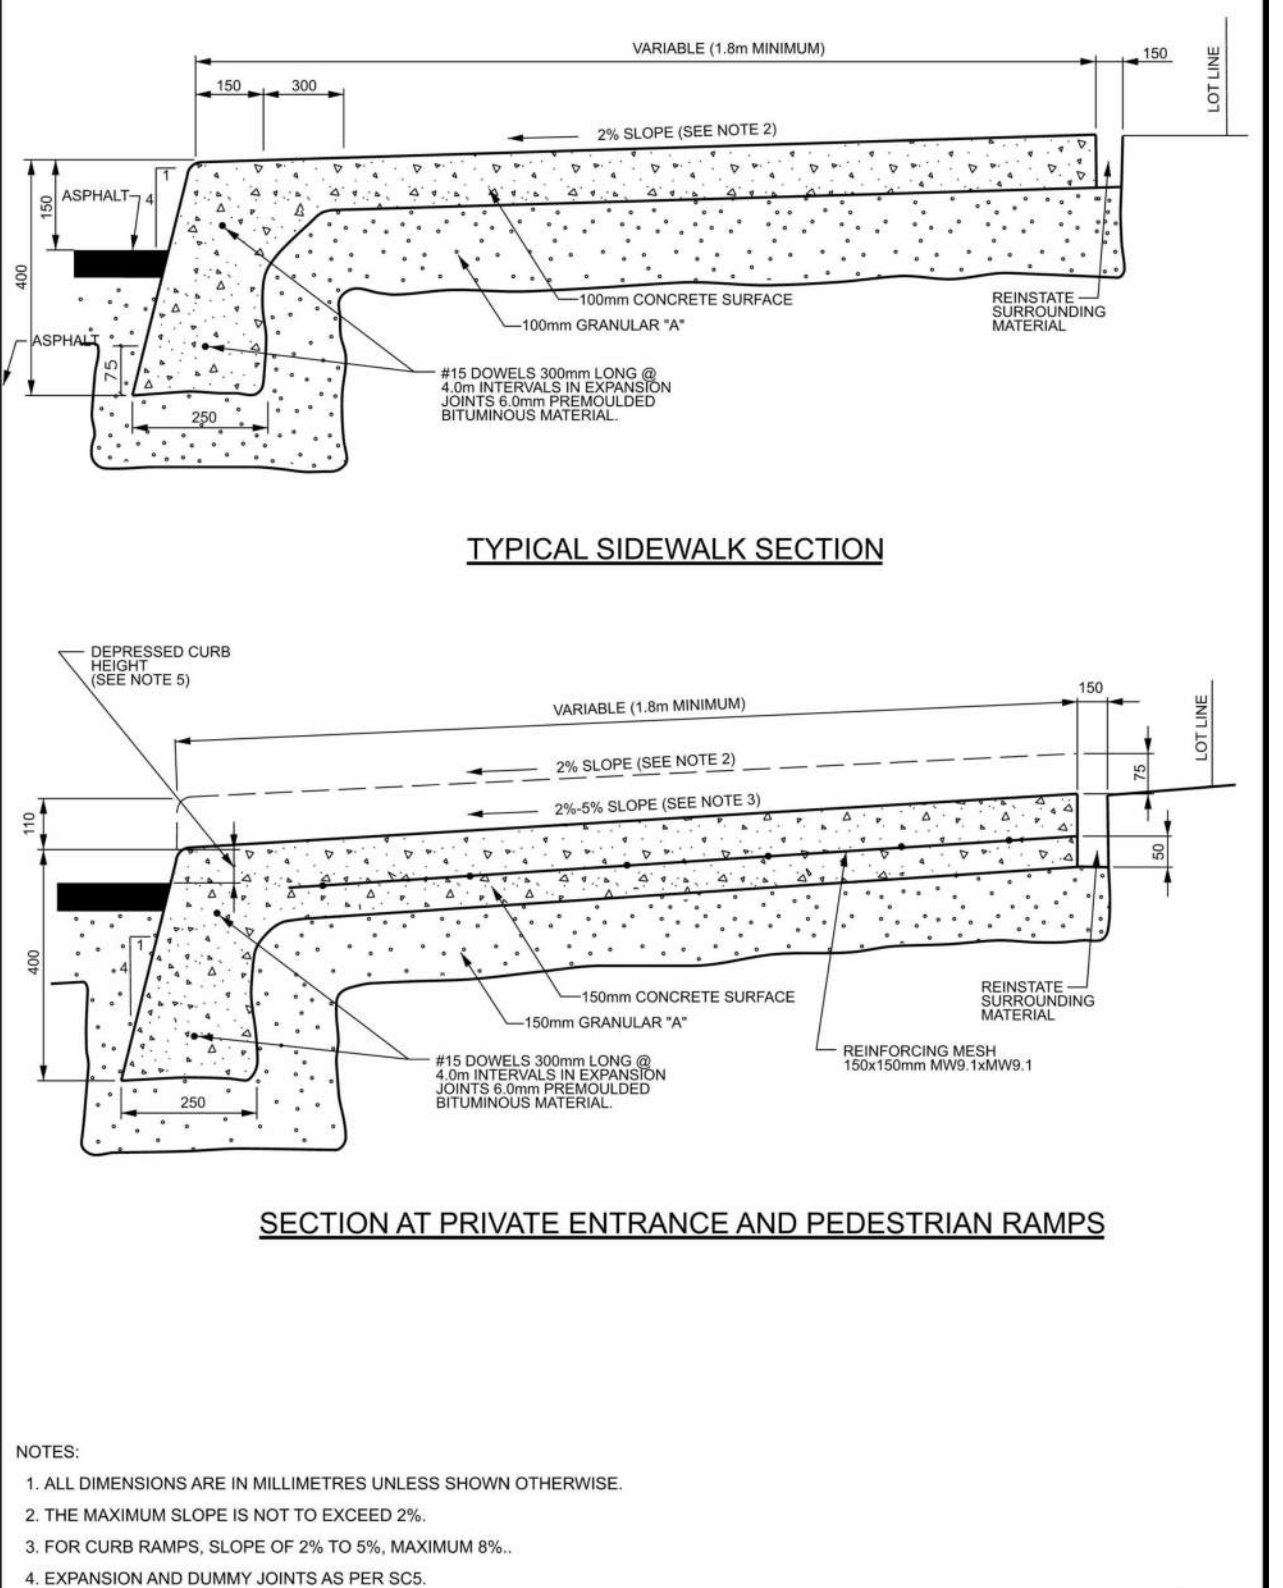 VARIABLE (1.8m MINIMUM)
150
LOT LINE
150
300
2% SLOPE (SEE NOTE 2)
1
4
ASPHALT
150
400
ASPHALT
75
250
100mm CONCRETE SURFACE
100mm GRANULAR "A"
REINSTATE
SURROUNDING
MATERIAL
#15 DOWELS 300mm LONG @
4.0m INTERVALS IN EXPANSION
JOINTS 6.0mm PREMOULDED
BITUMINOUS MATERIAL.
TYPICAL SIDEWALK SECTION
DEPRESSED CURB
HEIGHT
(SEE NOTE 5)
VARIABLE (1.8m MINIMUM)
150
LOT LINE
2% SLOPE (SEE NOTE 2)
75
2%-5% SLOPE (SEE NOTE 3)
110
50
1
4
400
250
150mm CONCRETE SURFACE
150mm GRANULAR "A"
REINSTATE
SURROUNDING
MATERIAL
#15 DOWELS 300mm LONG @
4.0m INTERVALS IN EXPANSION
JOINTS 6.0mm PREMOULDED
BITUMINOUS MATERIAL.
REINFORCING MESH
150x150mm MW9.1xMW9.1
SECTION AT PRIVATE ENTRANCE AND PEDESTRIAN RAMPS
NOTES:
1. ALL DIMENSIONS ARE IN MILLIMETRES UNLESS SHOWN OTHERWISE.
2. THE MAXIMUM SLOPE IS NOT TO EXCEED 2%.
3. FOR CURB RAMPS, SLOPE OF 2% TO 5%, MAXIMUM 8%..
4. EXPANSION AND DUMMY JOINTS AS PER SC5.